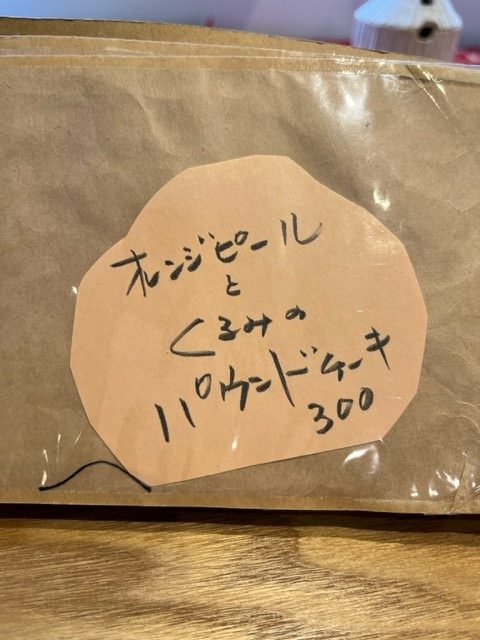 オレンジピール
と
くるみの
パウンドケーキ
300